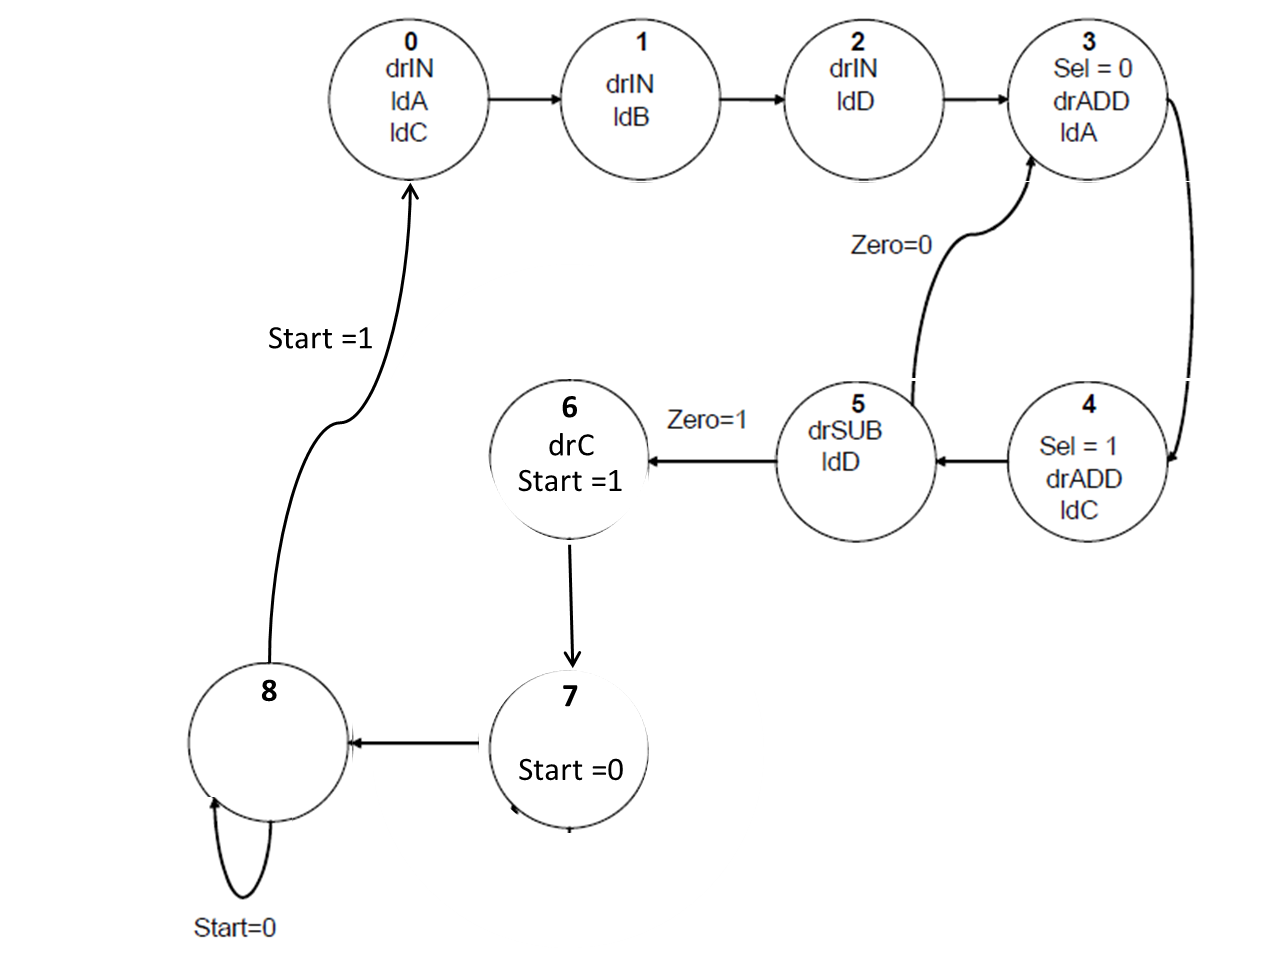 0
drIN
ldA
ldC
1
drIN
ldB
2
drIN
ldD
3
Sel = 0
drADD
ldA
Zero=0
Start =1
6
drC
Start =1
Zero=1
5
drSUB
ldD
4
Sel = 1
drADD
ldC
8
7
Start =0
Start=0